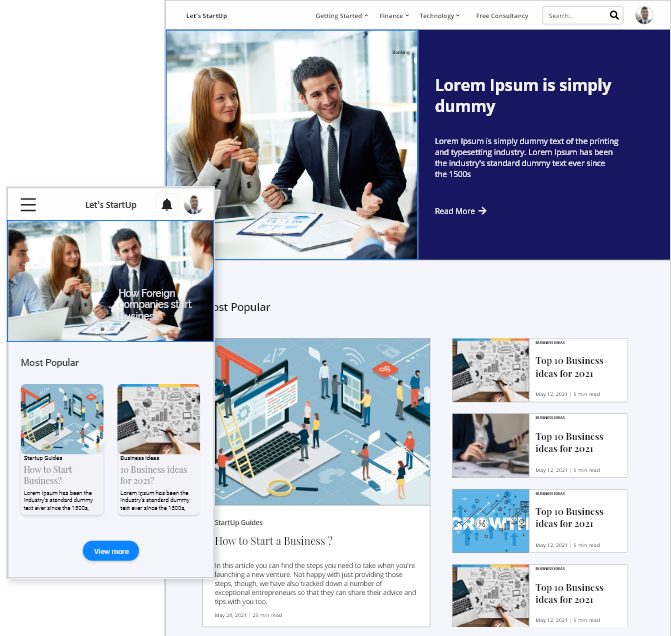 Let's StartUp
Getting Started
Finance
Technology
Free Consultancy
Search..
Banking
Lorem Ipsum is simply
dummy
Lorem Ipsum is simply dummy text of the printing
and typesetting industry. Lorem Ipsum has been
the industry's standard dummy text ever since
the 1500s
Read More
ost Popular
StartUp Guides
How to Start a Business ?
In this article you can find the steps you need to take when you're
launching a new venture. Not happy with just providing those
steps, though, we have also tracked down a number of
exceptional entrepreneurs so that they can share their advice and
tips with you too.
May 28, 2021 | 25 min read
BUSINESS IDEAS
Top 10 Business
ideas for 2021
May 12, 2021 | 5 min read
BUSINESS IDEAS
Top 10 Business
ideas for 2021
May 12, 2021 | 5 min read
GROWTH
%
BUSINESS IDEAS
Top 10 Business
ideas for 2021
May 12, 2021 | 5 min read
BUSINESS IDEAS
Top 10 Business
ideas for 2021
May 12, 2021 | 5 min read
Let's StartUp
How Foreign
companies start
Business
Most Popular
Startup Guides
How to Start
Business?
Lorem Ipsum has been the
industry's standard dummy
text ever since the 1500s,
Business Ideas
10 Business ideas
for 2021?
Lorem Ipsum has been the
industry's standard dummy
text ever since the 1500s,
View more